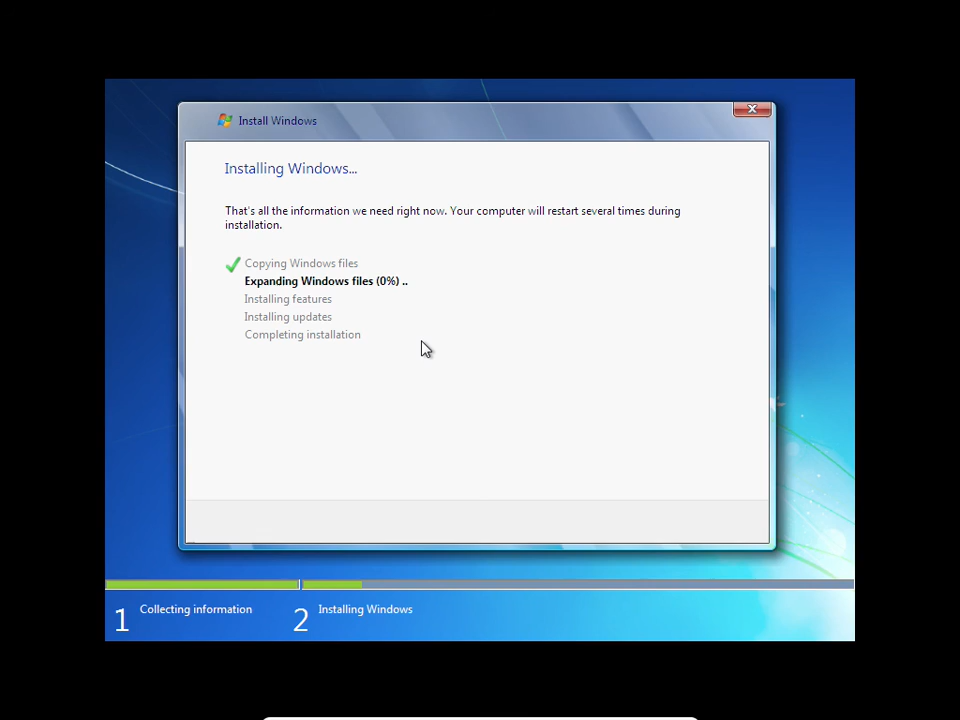 Install Windows
Installing Windows...
That's all the information we need right now. Your computer will restart several times during
installation.
Copying Windows files
Expanding Windows files (0%) ..
Installing features
Installing updates
Completing installation
1 Collecting information
2 Installing Windows